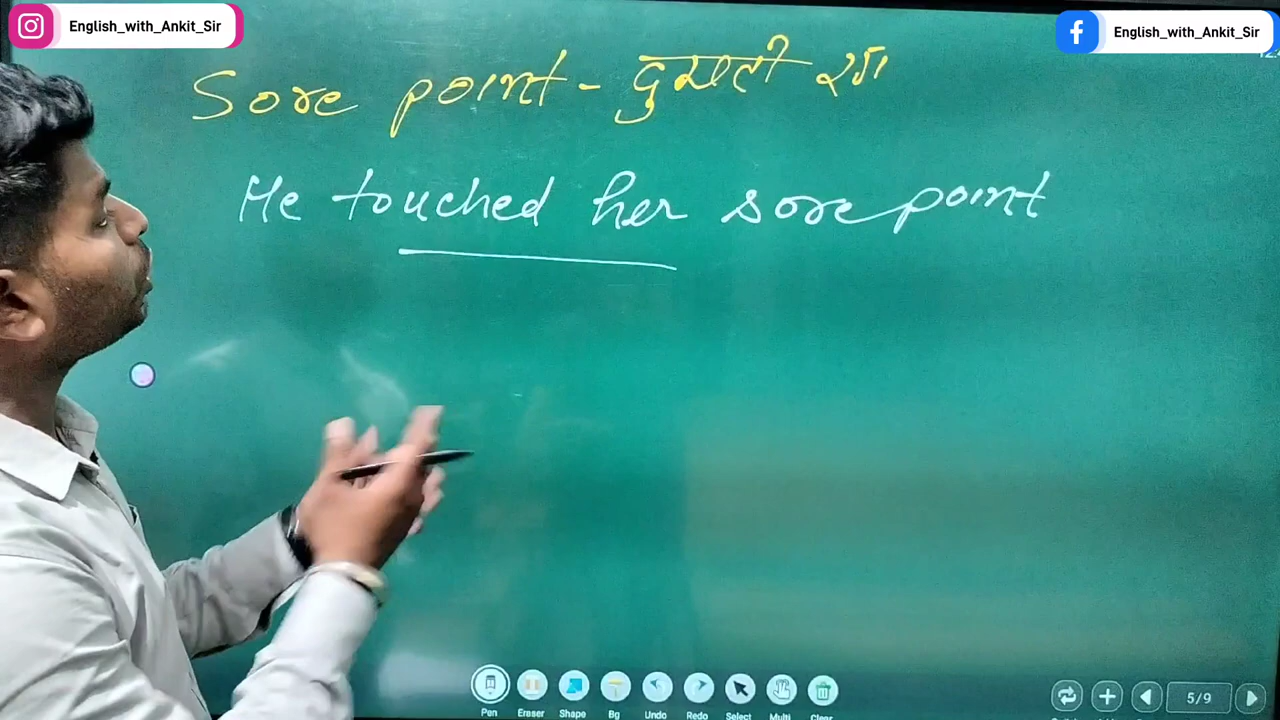 English_with_Ankit_Sir
English_with_Ankit_Sir
Sore point - दुखती रग
He touched her sore point
Pen
Eraser
Shape
Bg
Undo
Redo
Select
Multi
Clear
5/9